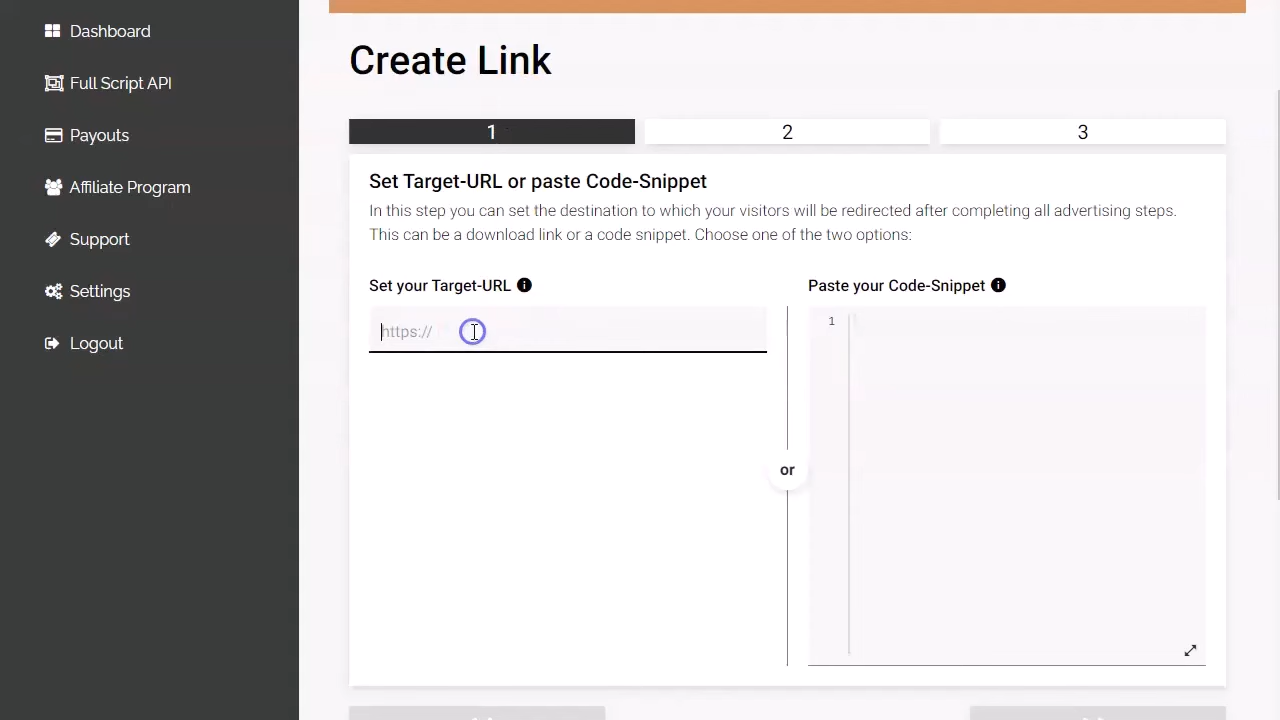 Dashboard
Full Script API
Payouts
Affiliate Program
Support
Settings
Logout
Create Link
1
2
3
Set Target-URL or paste Code-Snippet
In this step you can set the destination to which your visitors will be redirected after completing all advertising steps.
This can be a download link or a code snippet. Choose one of the two options:
Set your Target-URL
https://
or
Paste your Code-Snippet
1